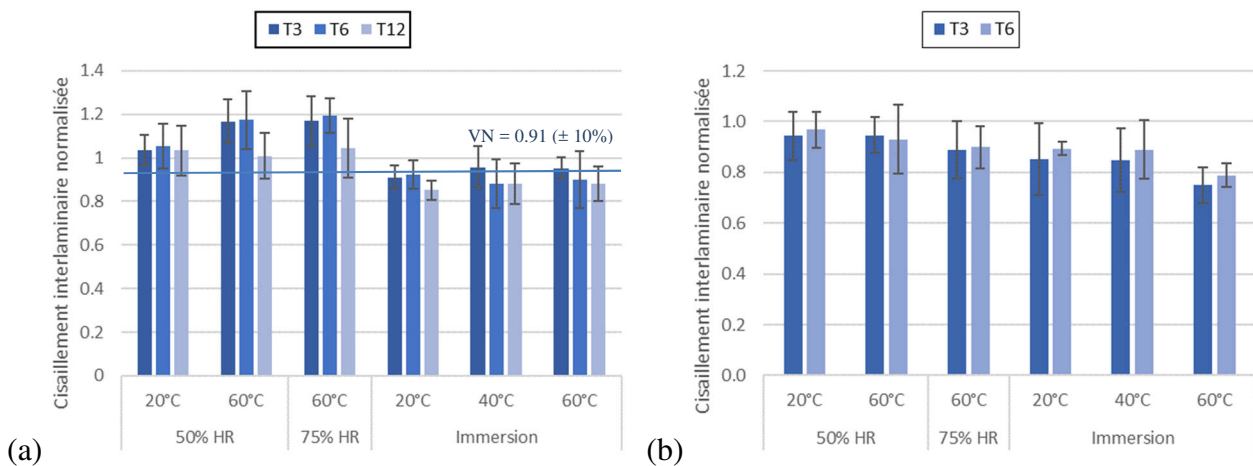 T3 T6 T12
Cisaillement interlaminaire normalisée
1.4
1.2
1
0.8
0.6
0.4
0.2
0
VN = 0.91 (± 10%)
20°C 60°C 60°C 20°C 40°C 60°C
50% HR 75% HR Immersion
(a)
T3 T6
Cisaillement interlaminaire normalisée
1.2
1.0
0.8
0.6
0.4
0.2
0.0
20°C 60°C 60°C 20°C 40°C 60°C
50% HR 75% HR Immersion
(b)